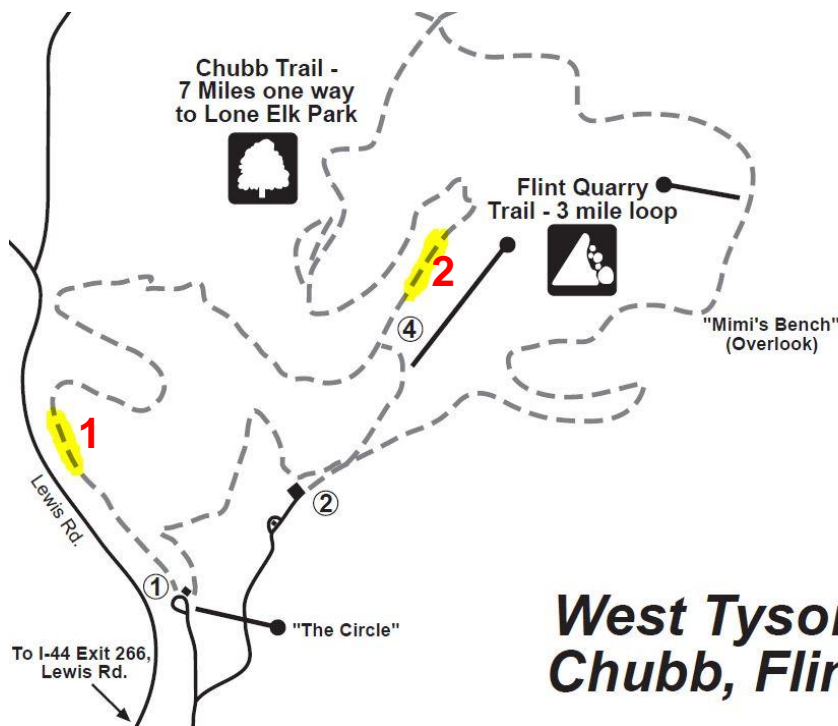 Chubb Trail -
7 Miles one way
to Lone Elk Park
Flint Quarry
Trail - 3 mile loop
2
4
"Mimi's Bench"
(Overlook)
1
Lewis Rd.
2
1
"The Circle"
To I-44 Exit 266,
Lewis Rd.
West Tyso
Chubb, Flin